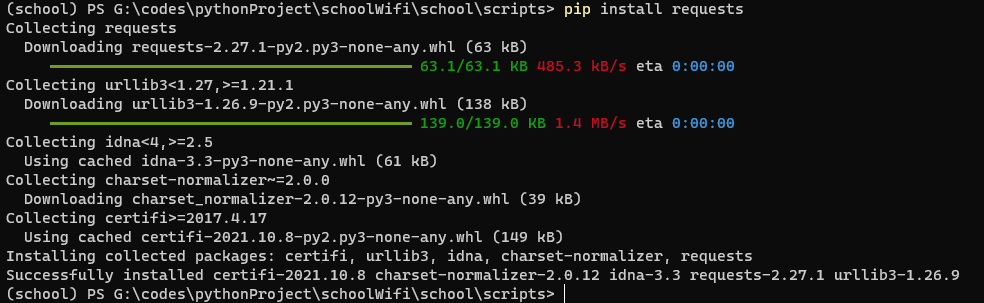 (school) PS G:\codes\pythonProject\schoolWifi\school\scripts> pip install requests
Collecting requests
  Downloading requests-2.27.1-py2.py3-none-any.whl (63 kB)
     ━━━━━━━━━━━━━━━━━━━━━━━━━━━━━━━━━━━━━━━━ 63.1/63.1 KB 485.3 kB/s eta 0:00:00
Collecting urllib3<1.27,>=1.21.1
  Downloading urllib3-1.26.9-py2.py3-none-any.whl (138 kB)
     ━━━━━━━━━━━━━━━━━━━━━━━━━━━━━━━━━━━━━━━━ 139.0/139.0 KB 1.4 MB/s eta 0:00:00
Collecting idna<4,>=2.5
  Using cached idna-3.3-py3-none-any.whl (61 kB)
Collecting charset-normalizer~=2.0.0
  Downloading charset_normalizer-2.0.12-py3-none-any.whl (39 kB)
Collecting certifi>=2017.4.17
  Using cached certifi-2021.10.8-py2.py3-none-any.whl (149 kB)
Installing collected packages: certifi, urllib3, idna, charset-normalizer, requests
Successfully installed certifi-2021.10.8 charset-normalizer-2.0.12 idna-3.3 requests-2.27.1 urllib3-1.26.9
(school) PS G:\codes\pythonProject\schoolWifi\school\scripts>